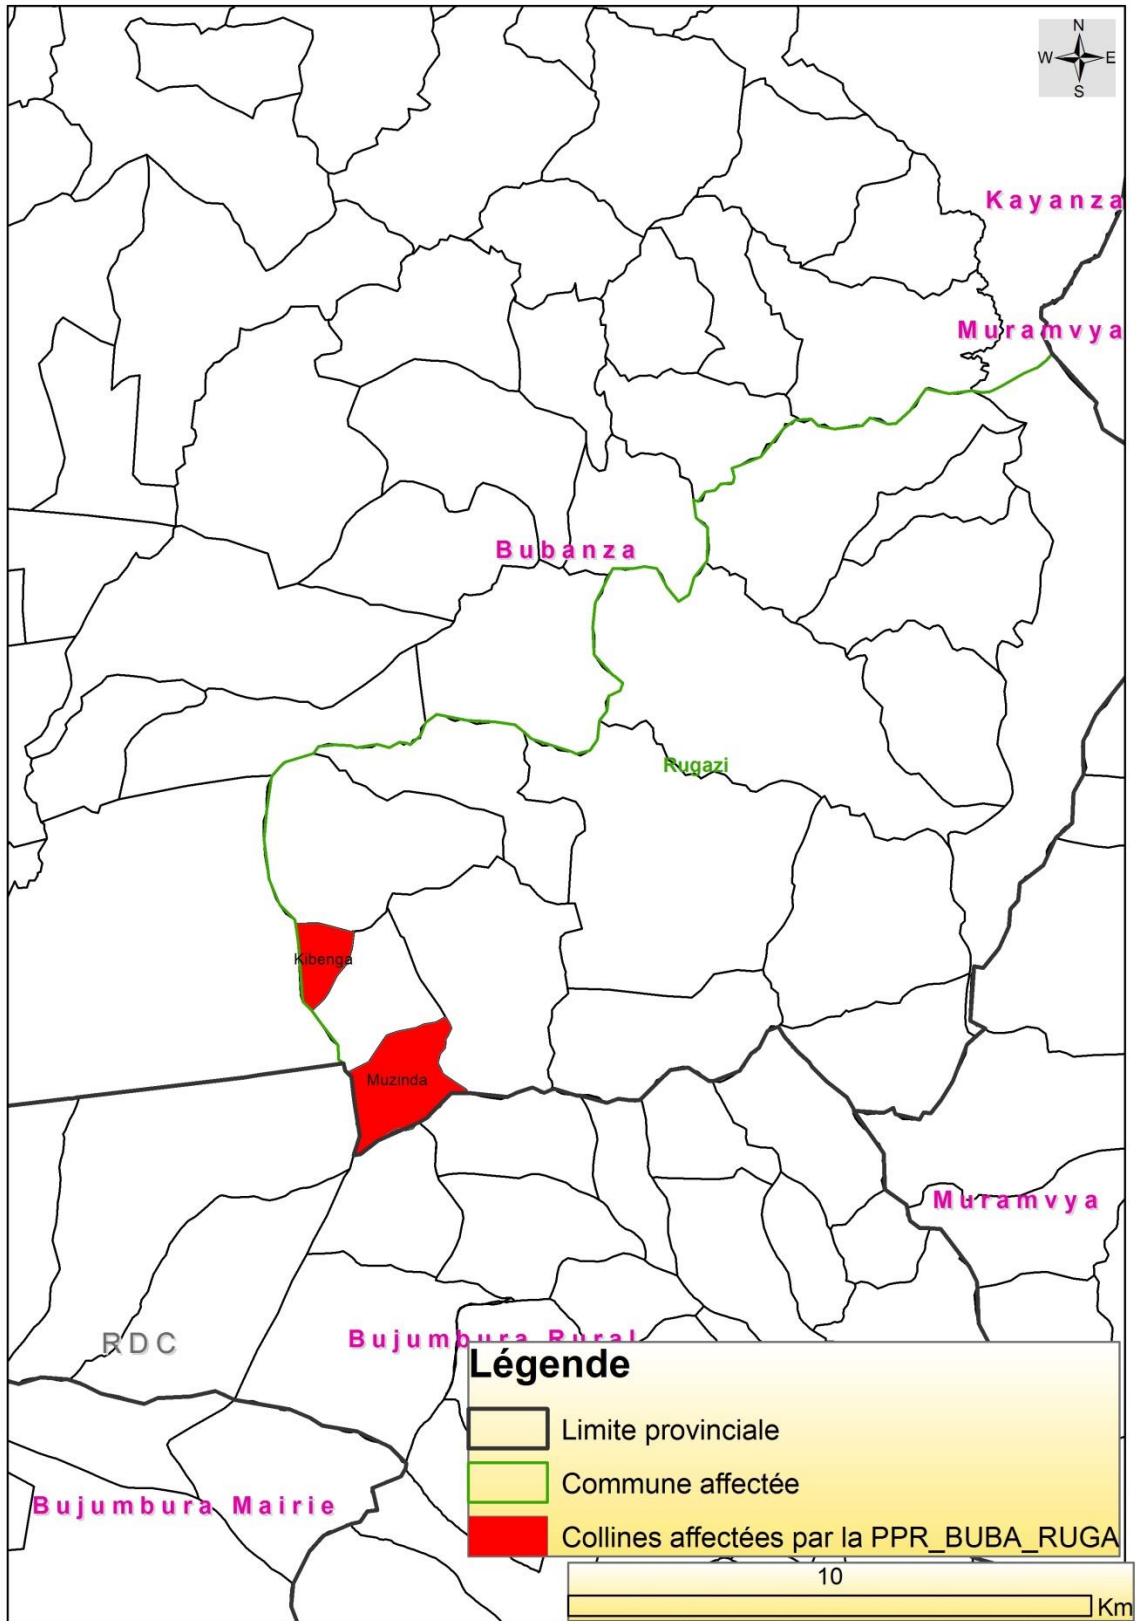 N
W E
S
Kayanza
Muramvya
Bubanza
Rugazi
Kibenga
Muzinda
Muramvya
RDC
Bujumbura Rural
Légende
Limite provinciale
Commune affectée
Bujumbura Mairie
Collines affectées par la PPR_BUBA_RUGA
10
Km